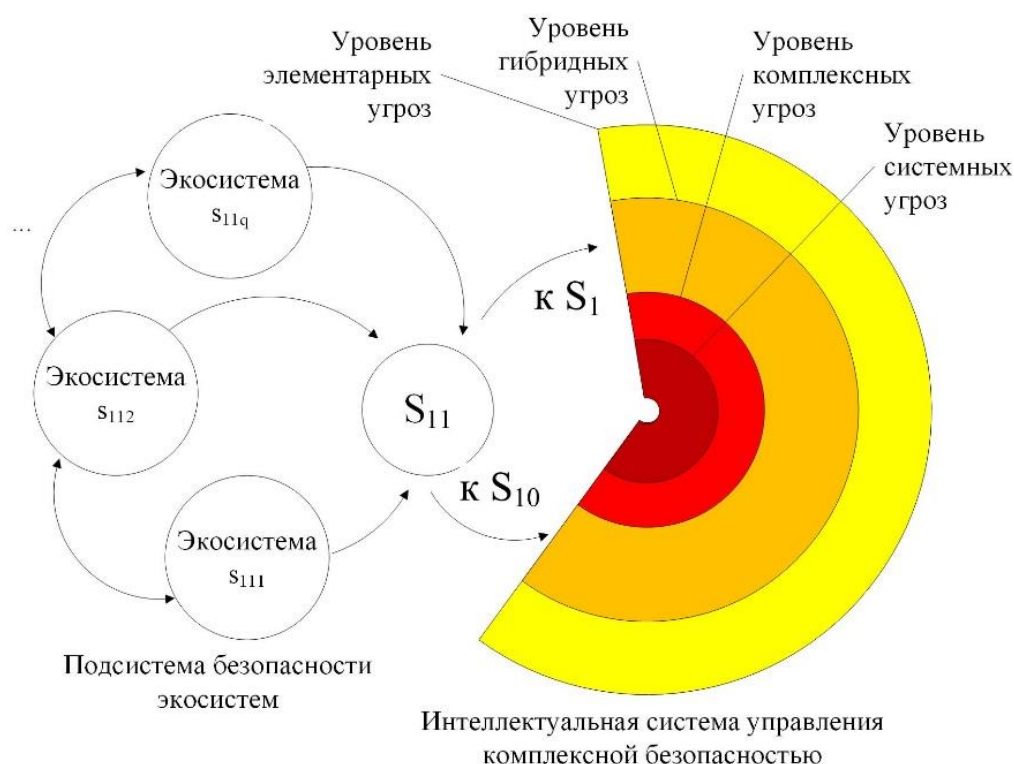 Уровень
элементарных
угроз
Уровень
гибридных
угроз
Уровень
комплексных
угроз
Уровень
системных
угроз
Экосистема
s11q
...
Экосистема
s112
Экосистема
s111
S11
к S1
к S10
Подсистема безопасности
экосистем
Интеллектуальная система управления
комплексной безопасностью